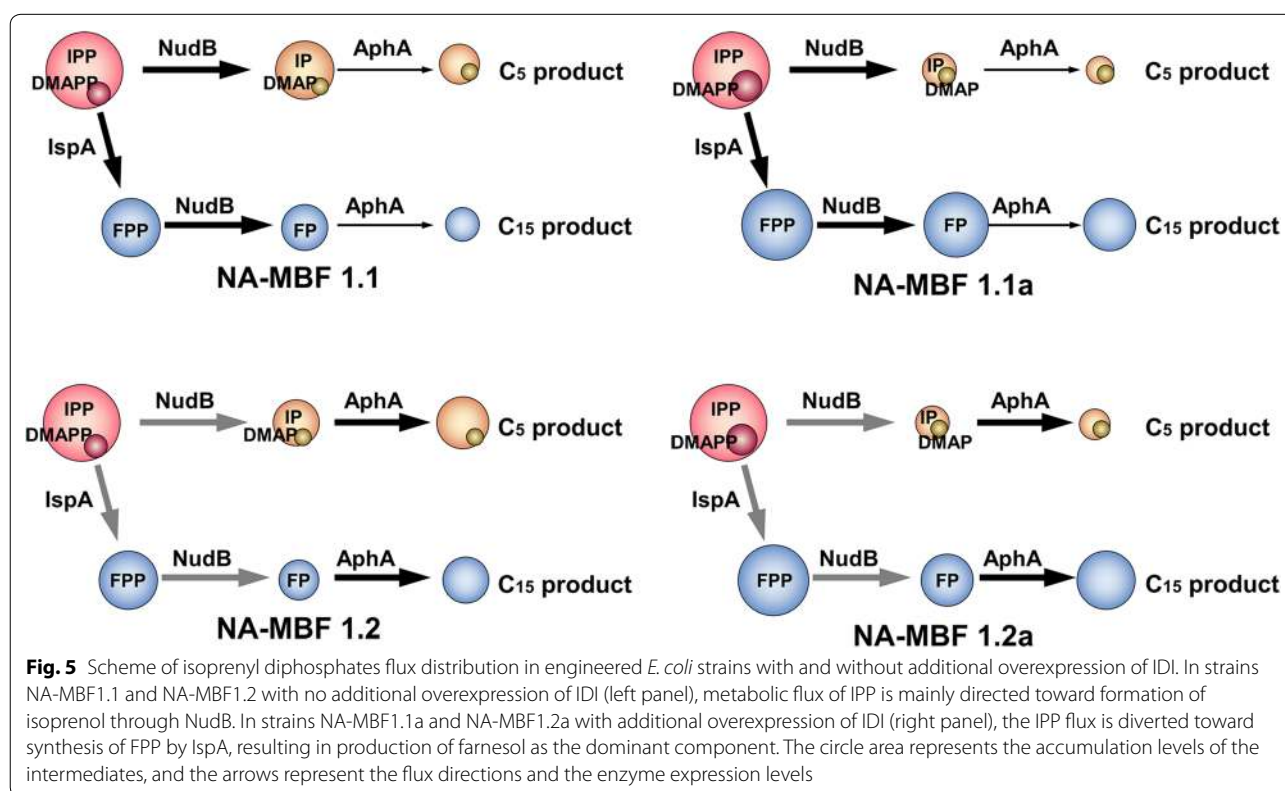 IPP NudB IP AphA C5 product
DMAPP DMAP
IspA
FPP NudB FP AphA C15 product
NA-MBF 1.1
IPP NudB IP AphA C5 product
DMAPP DMAP
IspA
FPP NudB FP AphA C15 product
NA-MBF 1.1a
IPP NudB IP AphA C5 product
DMAPP DMAP
IspA
FPP NudB FP AphA C15 product
NA-MBF 1.2
IPP NudB IP AphA C5 product
DMAPP DMAP
IspA
FPP NudB FP AphA C15 product
NA-MBF 1.2a
Fig. 5 Scheme of isoprenyl diphosphates flux distribution in engineered E. coli strains with and without additional overexpression of IDI. In strains
NA-MBF1.1 and NA-MBF1.2 with no additional overexpression of IDI (left panel), metabolic flux of IPP is mainly directed toward formation of
isoprenol through NudB. In strains NA-MBF1.1a and NA-MBF1.2a with additional overexpression of IDI (right panel), the IPP flux is diverted toward
synthesis of FPP by IspA, resulting in production of farnesol as the dominant component. The circle area represents the accumulation levels of the
intermediates, and the arrows represent the flux directions and the enzyme expression levels